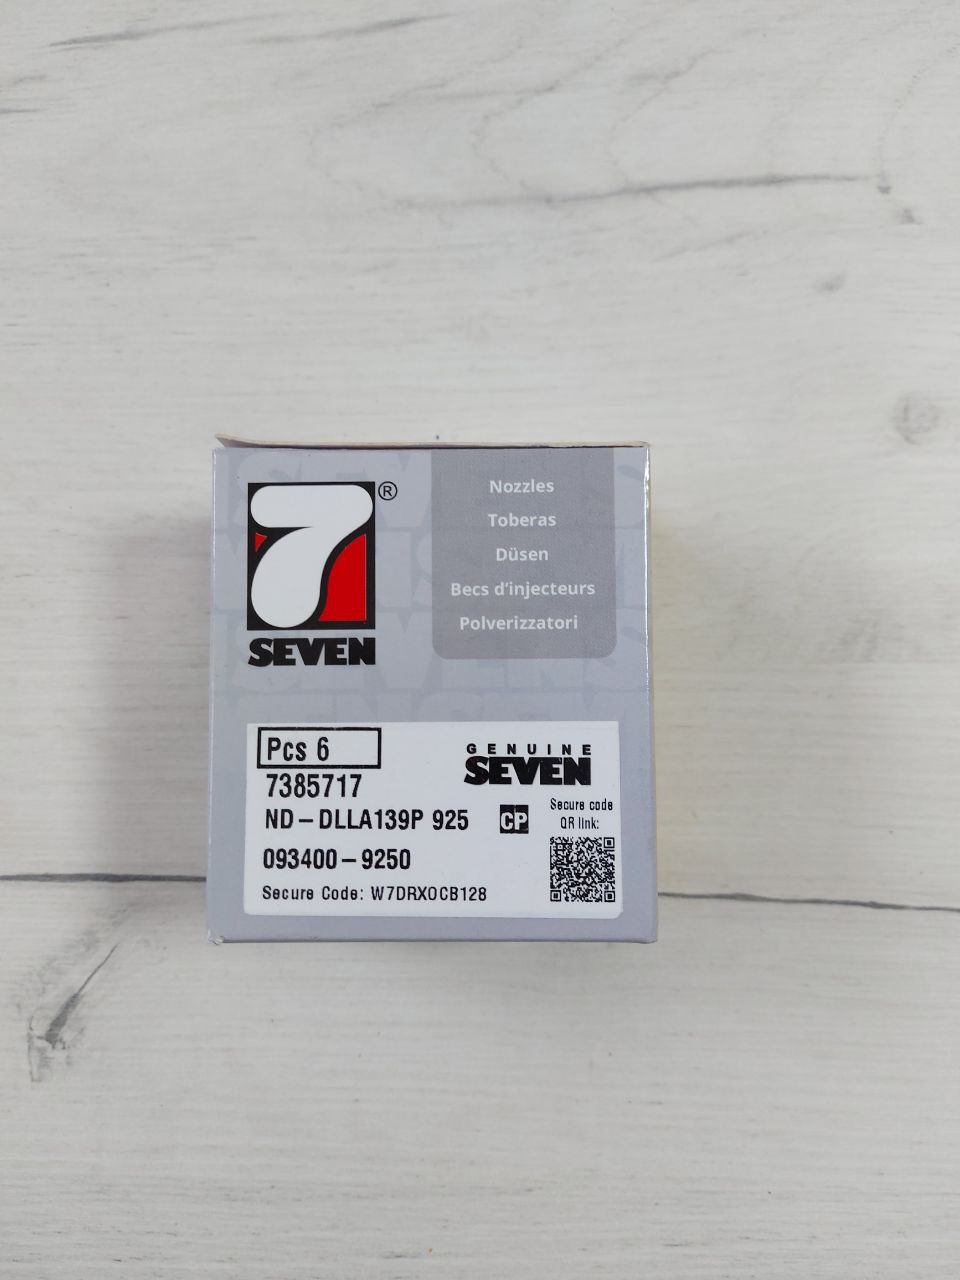 7®
SEVEN
Nozzles
Toberas
Düsen
Becs d'injecteurs
Polverizzatori
Pcs 6
7385717
ND-DLLA139P 925
093400-9250
Secure Code: W7DRXOCB128
GENUINE
SEVEN
CP
Secure code
QR link: